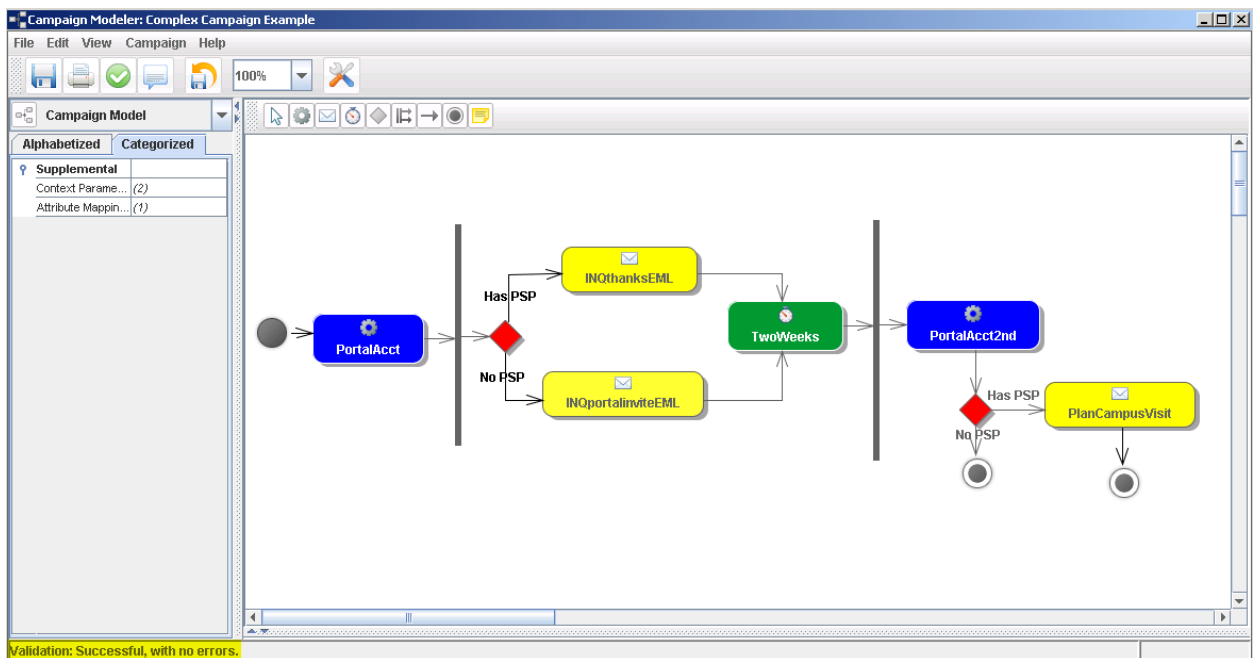 Campaign Modeler: Complex Campaign Example
File Edit View Campaign Help
100%
Campaign Model
Alphabetized Categorized
Supplemental
Context Parame... (2)
Attribute Mappin... (1)
INQthanksEML
Has PSP
PortalAcct
TwoWeeks
PortalAcct2nd
No PSP
INQportalinviteEML
Has PSP
PlanCampusVisit
No PSP
Validation: Successful, with no errors.